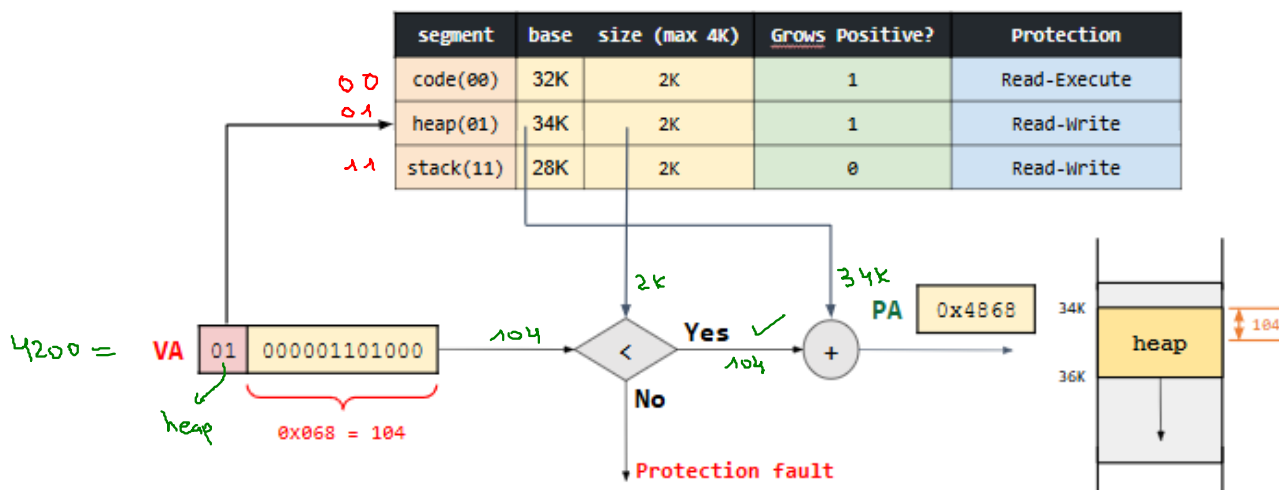 segment base size (max 4K) Grows Positive? Protection
00 code(00) 32K 2K 1 Read-Execute
01 heap(01) 34K 2K 1 Read-Write
11 stack(11) 28K 2K 0 Read-Write
2K 34K PA 0x4868
4200 = VA 01 000001101000 104 < Yes 104 +
heap
0x068 = 104
No
Protection fault
34K 104
heap
36K